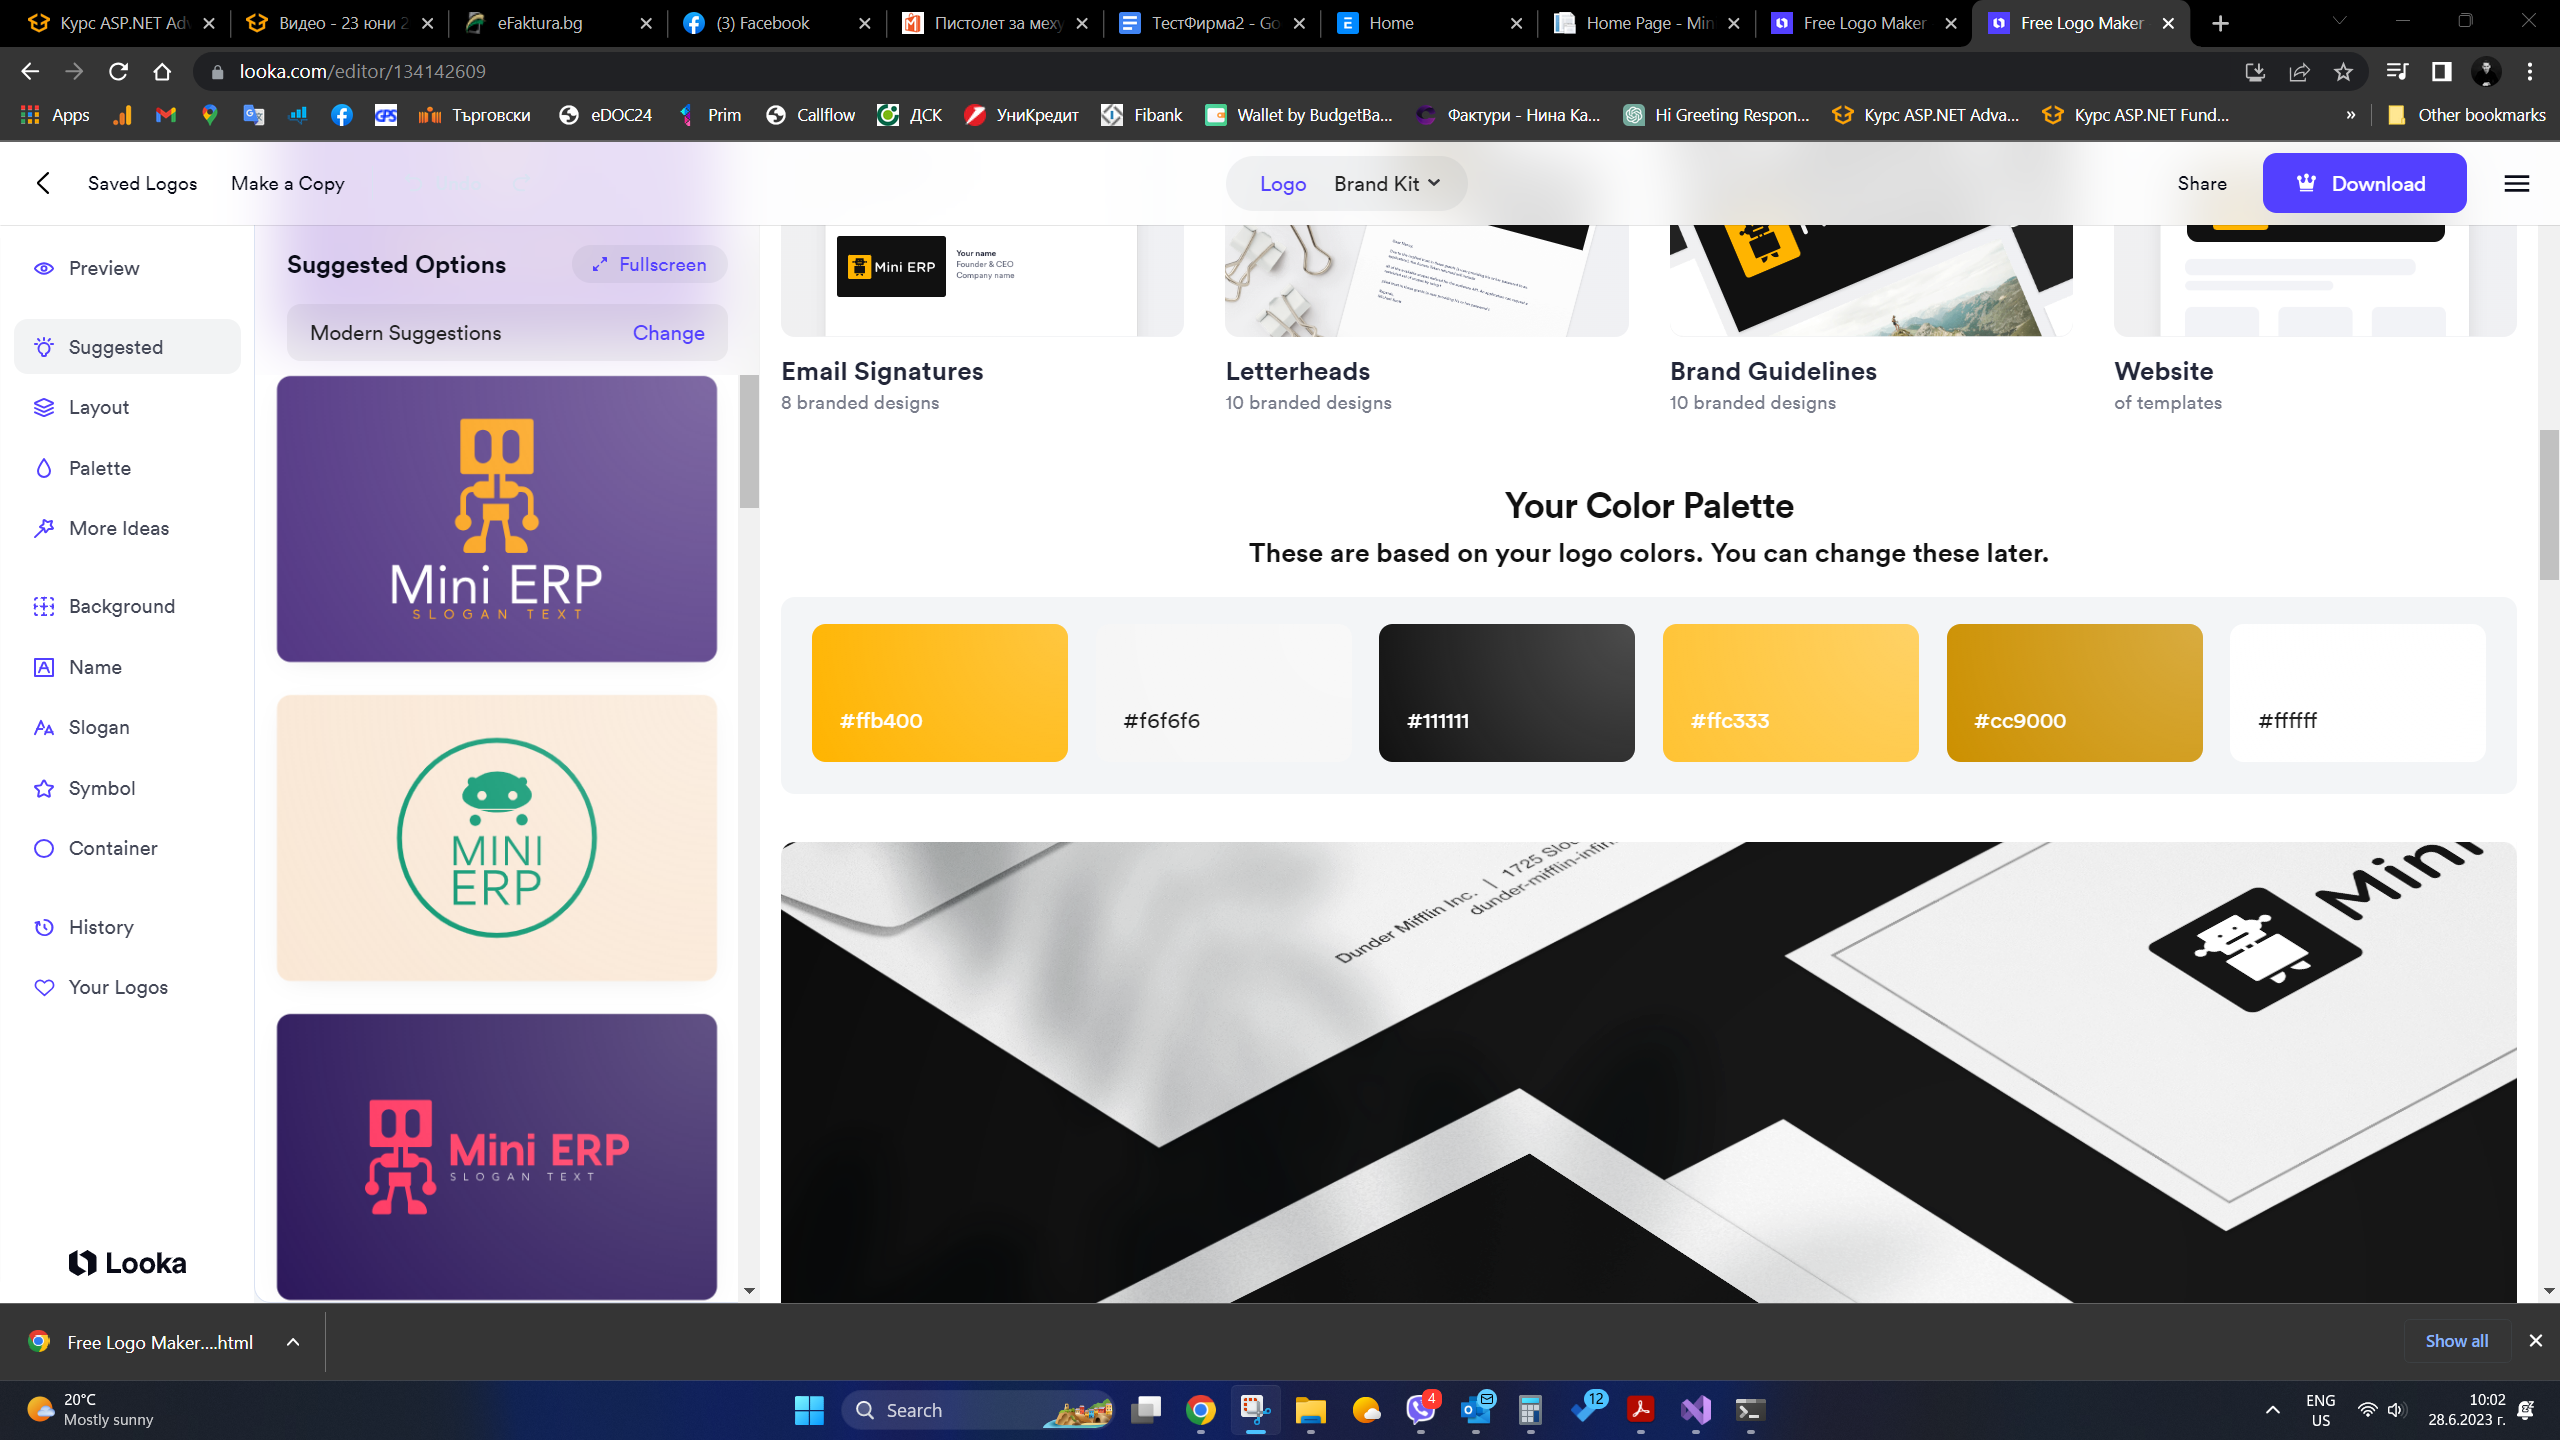 Курс ASP.NET Adv
Видео - 23 юни 2
eFaktura.bg
(3) Facebook
Пистолет за меху
ТестФирма2 - Go
Home
Home Page - Min
Free Logo Maker
Free Logo Maker
looka.com/editor/134142609
Apps
Търговски
eDOC24
Prim
Callflow
ДСК
УниКредит
Fibank
Wallet by BudgetBa...
Фактури - Нина Ка...
Hi Greeting Respon...
Курс ASP.NET Adva...
Курс ASP.NET Fund...
»
Other bookmarks
Saved Logos
Make a Copy
Logo
Brand Kit
Share
Download
Preview
Suggested
Layout
Palette
More Ideas
Background
Name
Slogan
Symbol
Container
History
Your Logos
Looka
Suggested Options
Fullscreen
Modern Suggestions
Change
Mini ERP
SLOGAN TEXT
MINI
ERP
Mini ERP
SLOGAN TEXT
Mini ERP
Your name
Founder & CEO
Company name
Email Signatures
8 branded designs
Letterheads
10 branded designs
Brand Guidelines
10 branded designs
Website
of templates
Your Color Palette
These are based on your logo colors. You can change these later.
#ffb400
#f6f6f6
#111111
#ffc333
#cc9000
#ffffff
Dunder Mifflin Inc. | 1725 Slou
dunder-mifflin-infin
Mini
Free Logo Maker....html
Show all
20°C
Mostly sunny
Search
4
12
ENG
US
10:02
28.6.2023 г.